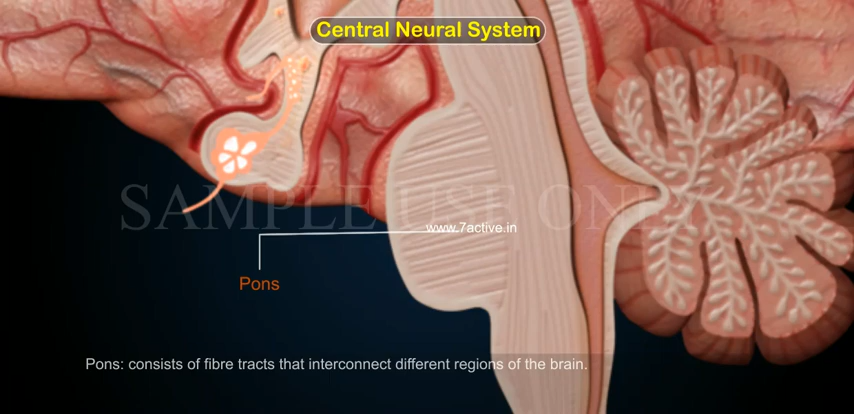 Central Neural System
SAMPLE USE ONLY
www.7active.in
Pons
Pons: consists of fibre tracts that interconnect different regions of the brain.